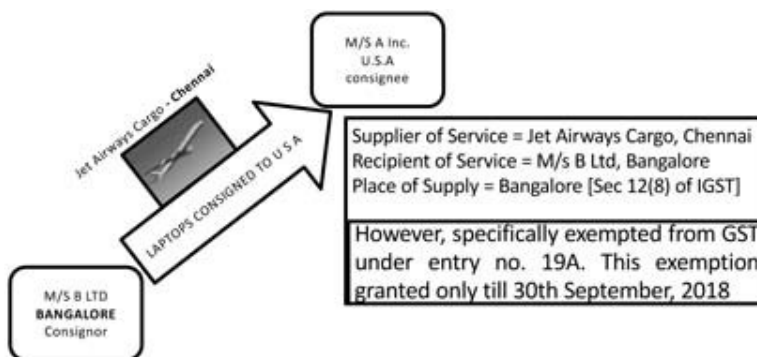 M/S A Inc.
U.S.A
consignee
Jet Airways Cargo - Chennai
LAPTOPS CONSIGNED TO U S A
Supplier of Service = Jet Airways Cargo, Chennai
Recipient of Service = M/s B Ltd, Bangalore
Place of Supply = Bangalore [Sec 12(8) of IGST]
However, specifically exempted from GST
under entry no. 19A. This exemption
granted only till 30th September, 2018
M/S B LTD
BANGALORE
Consignor